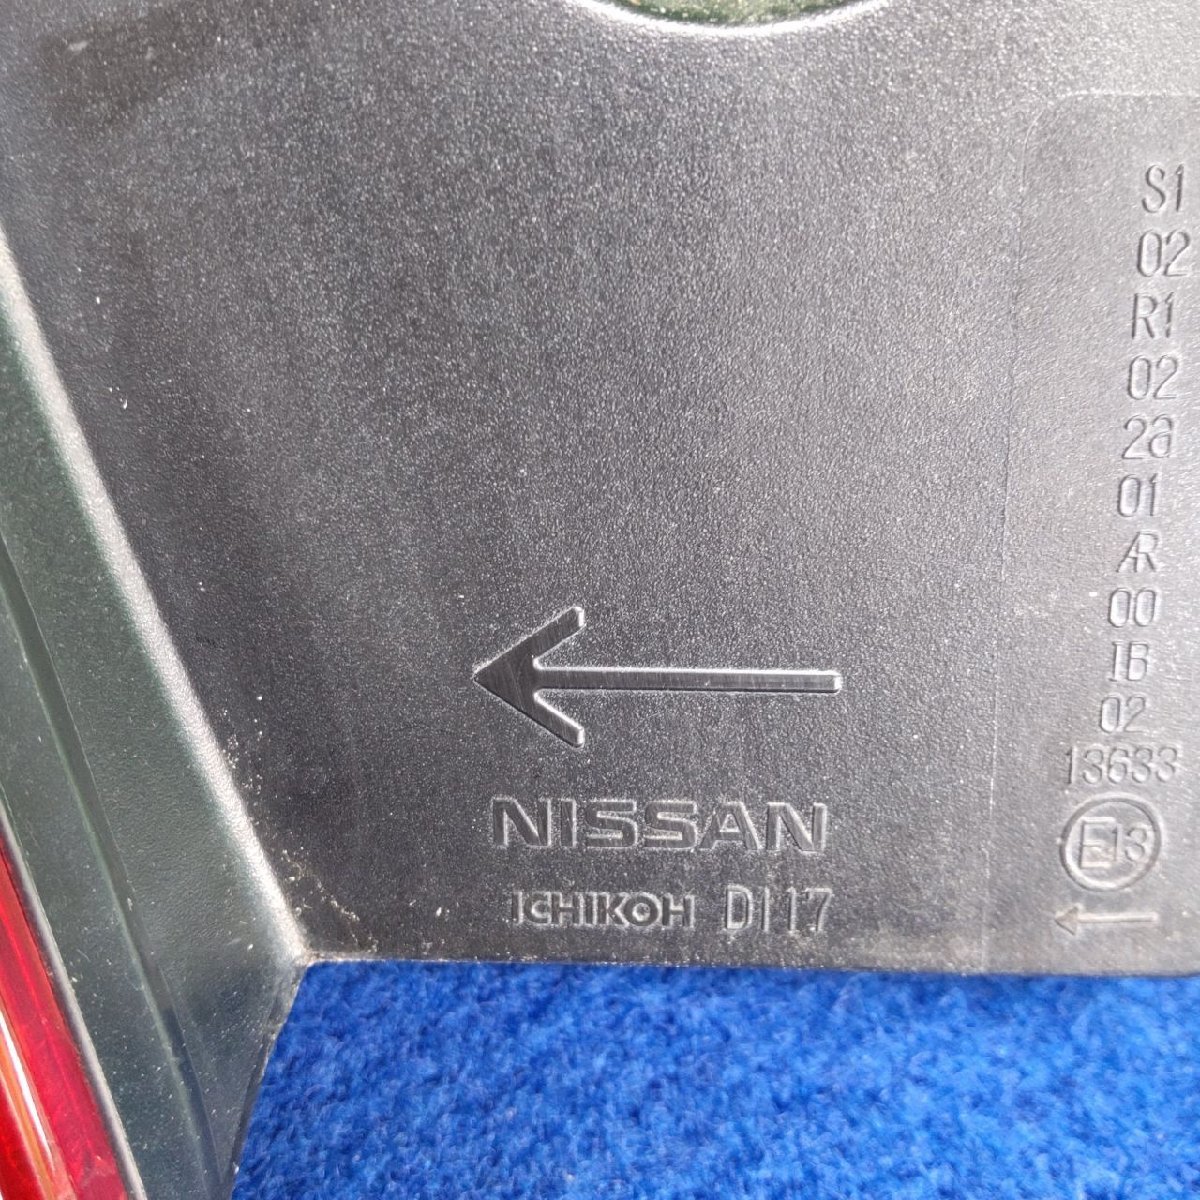 S1
02
R1
02
2a
01
AR
00
IB
02
13633
E13
NISSAN
ICHIKOH D117